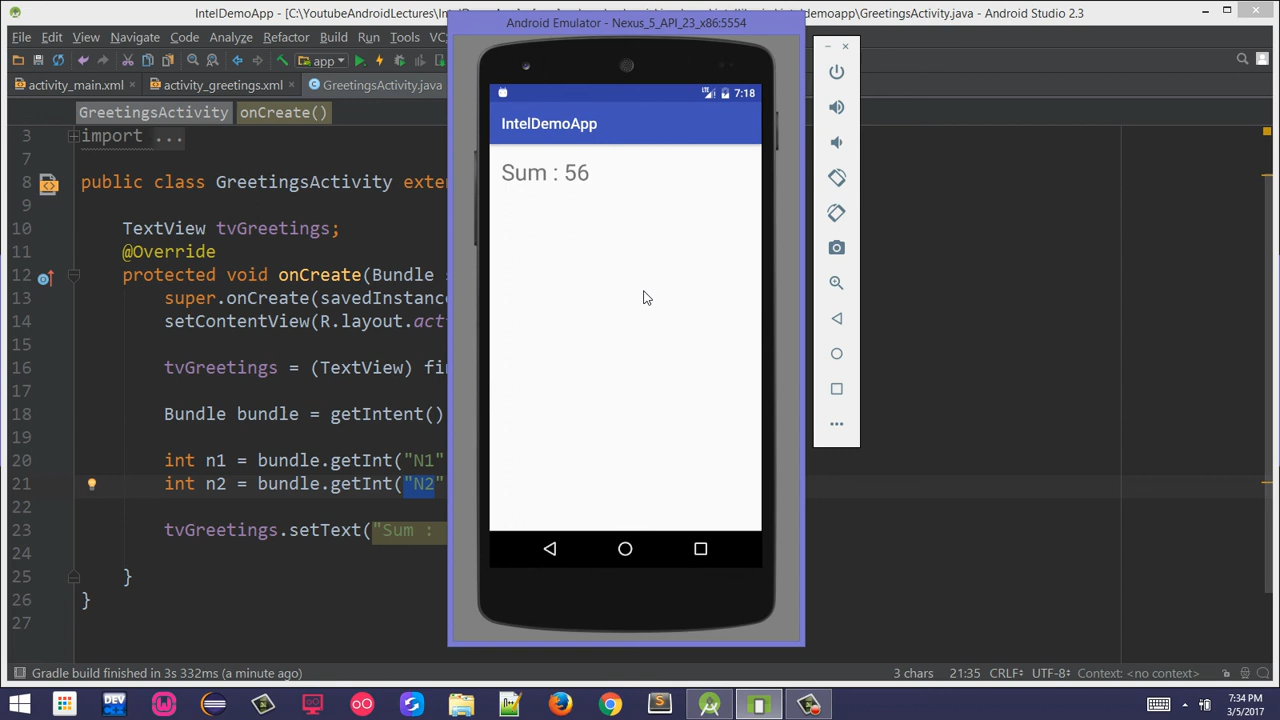 IntelDemoApp - [C:\YoutubeAndroidLectures\Intel
ntelldemoapp\GreetingsActivity.java - Android Studio 2.3
File Edit View Navigate Code Analyze Refactor Build Run Tools VC
app
activity_main.xml activity_greetings.xml GreetingsActivity.java
GreetingsActivity onCreate()
3 import ...
7
8 public class GreetingsActivity exter
9
10 TextView tvGreetings;
11 @Override
12 protected void onCreate(Bundle s
13 super.onCreate(savedInstanc
14 setContentView(R.layout.act
15
16 tvGreetings = (TextView) fi
17
18 Bundle bundle = getIntent()
19
20 int n1 = bundle.getInt("N1"
21 int n2 = bundle.getInt("N2"
22
23 tvGreetings.setText("Sum :
24
25 }
26 }
27
Android Emulator - Nexus_5_API_23_x86:5554
LTE 7:18
IntelDemoApp
Sum : 56
Gradle build finished in 3s 332ms (a minute ago) 3 chars 21:35 CRLF÷ UTF-8÷ Context: <no context>
DEV
7:34 PM
3/5/2017